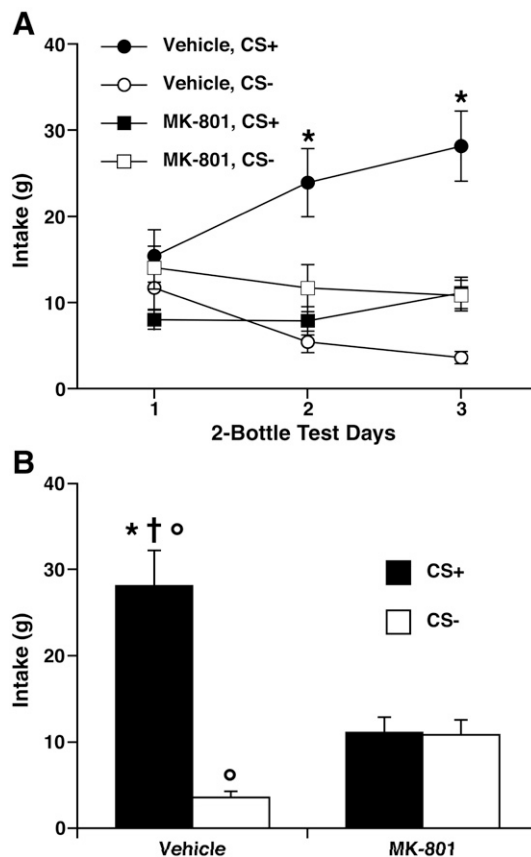 A
40
30
20
10
0
Intake (g)
Vehicle, CS+
Vehicle, CS-
MK-801, CS+
MK-801, CS-
*
*
1 2 3
2-Bottle Test Days
B
40
30
20
10
0
Intake (g)
* † °
°
CS+
CS-
Vehicle MK-801